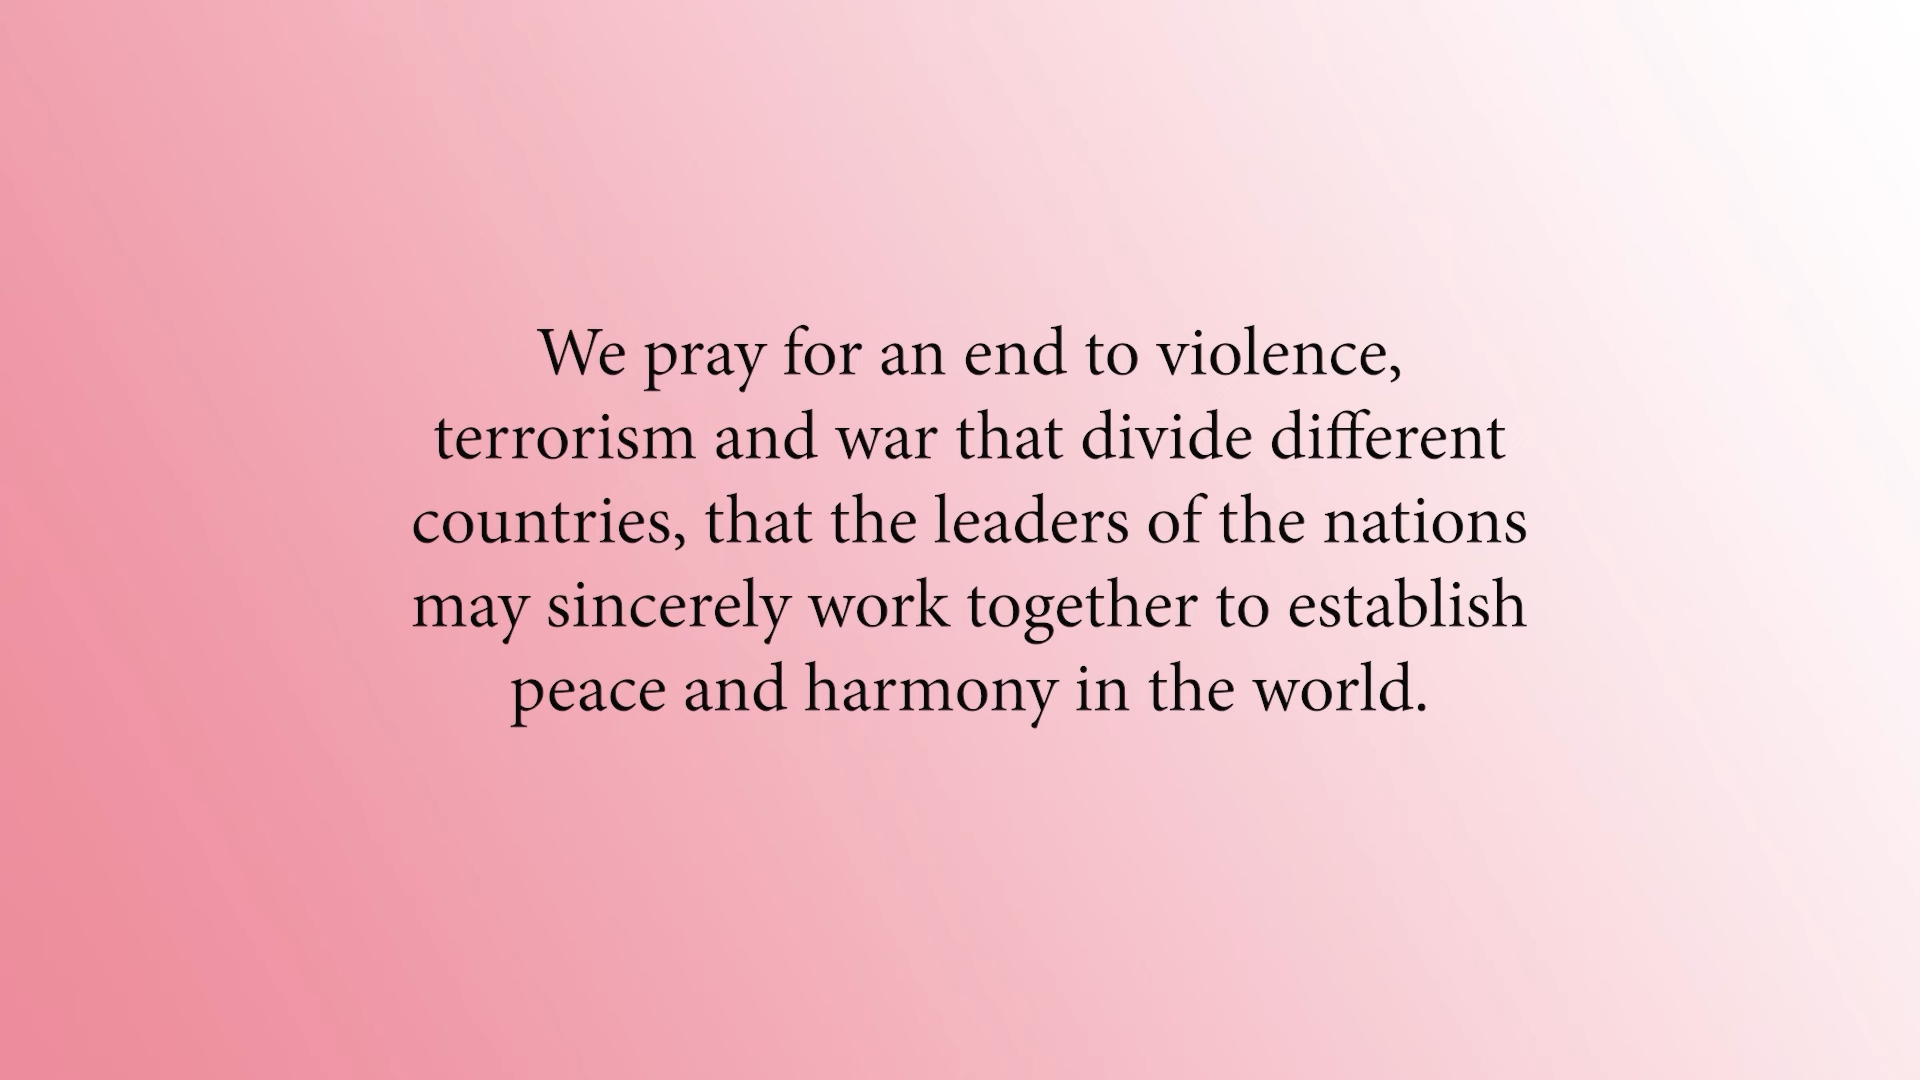 We pray for an end to violence,
terrorism and war that divide different
countries, that the leaders of the nations
may sincerely work together to establish
peace and harmony in the world.